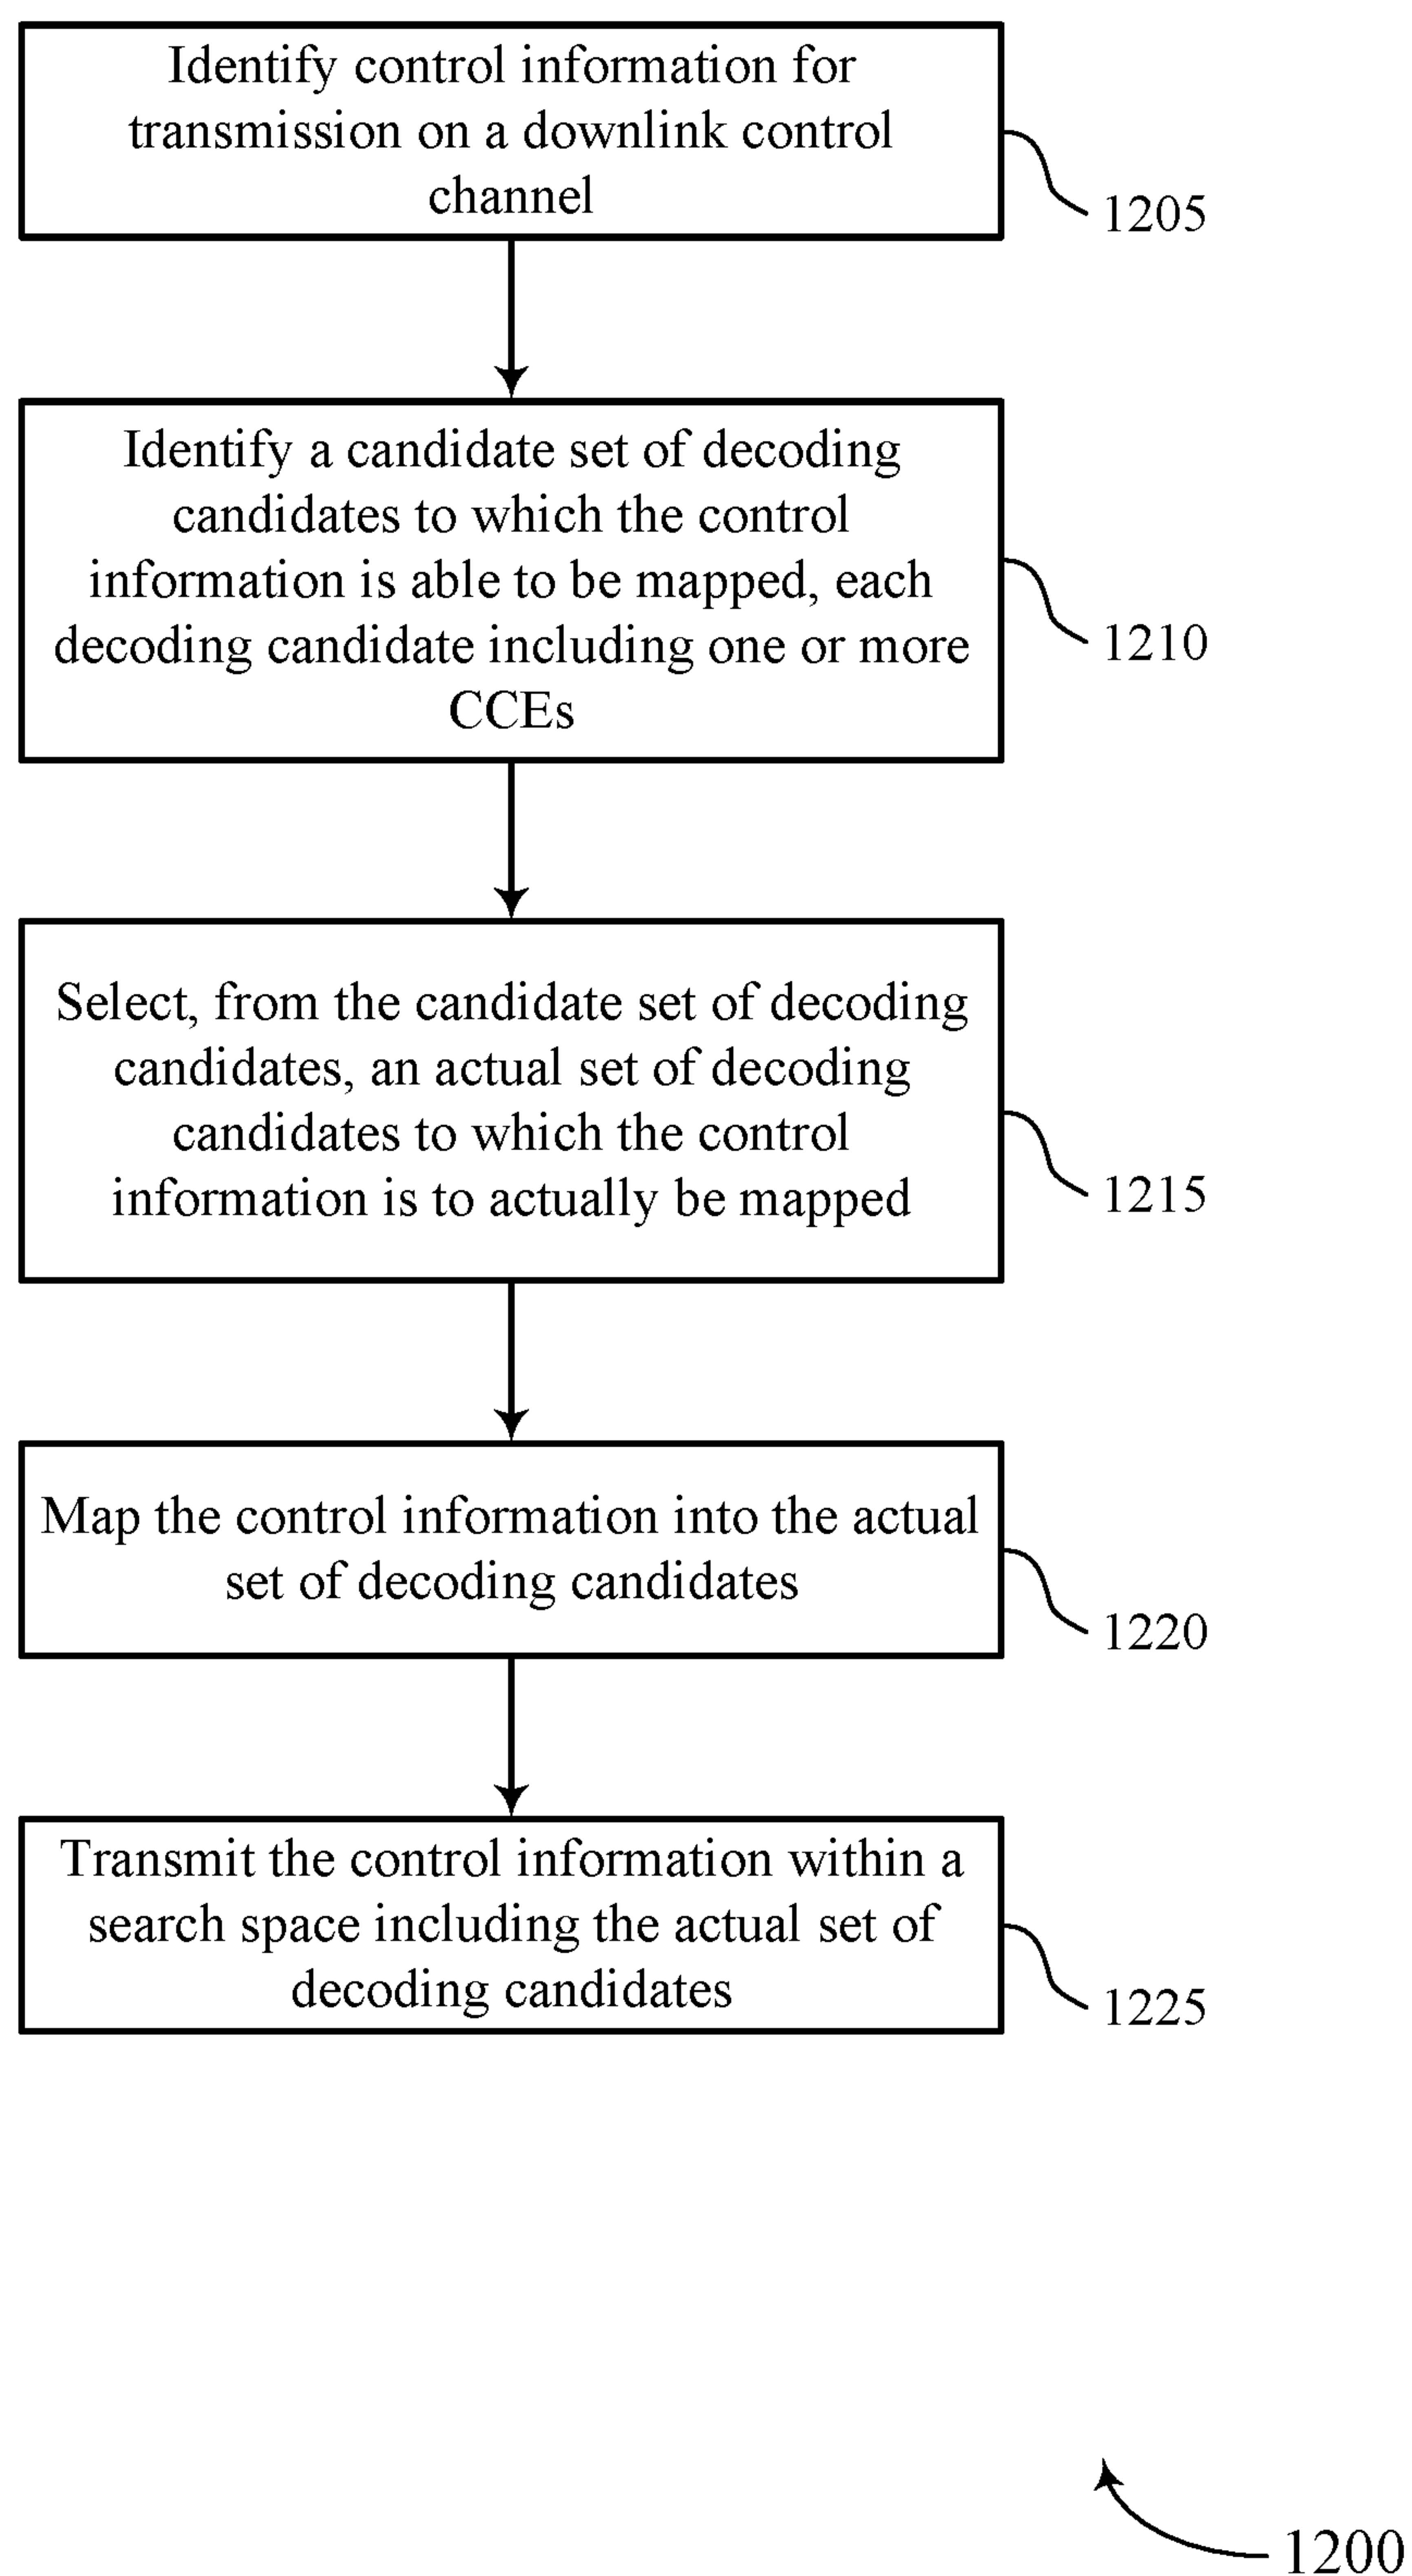 Identify control information for
transmission on a downlink control
channel
1205
Identify a candidate set of decoding
candidates to which the control
information is able to be mapped, each
decoding candidate including one or more
CCEs
1210
Select, from the candidate set of decoding
candidates, an actual set of decoding
candidates to which the control
information is to actually be mapped
1215
Map the control information into the actual
set of decoding candidates
1220
Transmit the control information within a
search space including the actual set of
decoding candidates
1225
1200